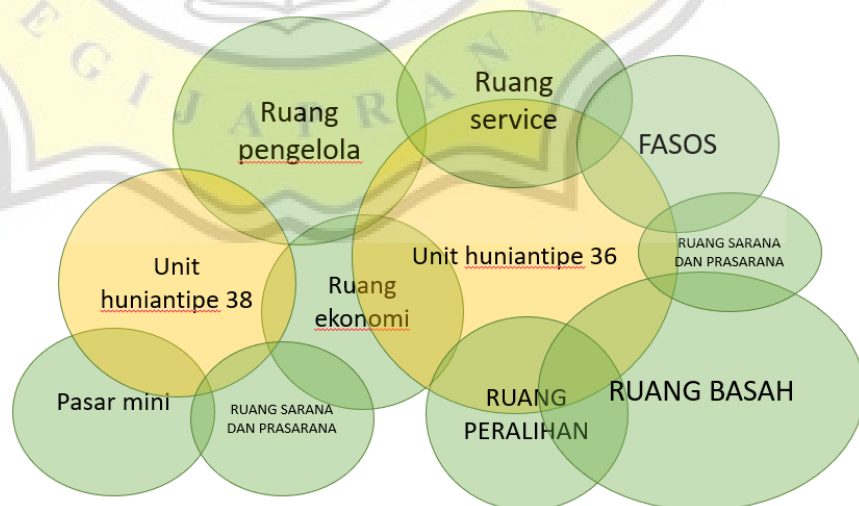 EGIJAPRANA
Ruang
pengelola
Ruang
service
FASOS
Unit
huniantipe 38
Ruang
ekonomi
Unit huniantipe 36
RUANG SARANA
DAN PRASARANA
Pasar mini
RUANG SARANA
DAN PRASARANA
RUANG
PERALIHAN
RUANG BASAH